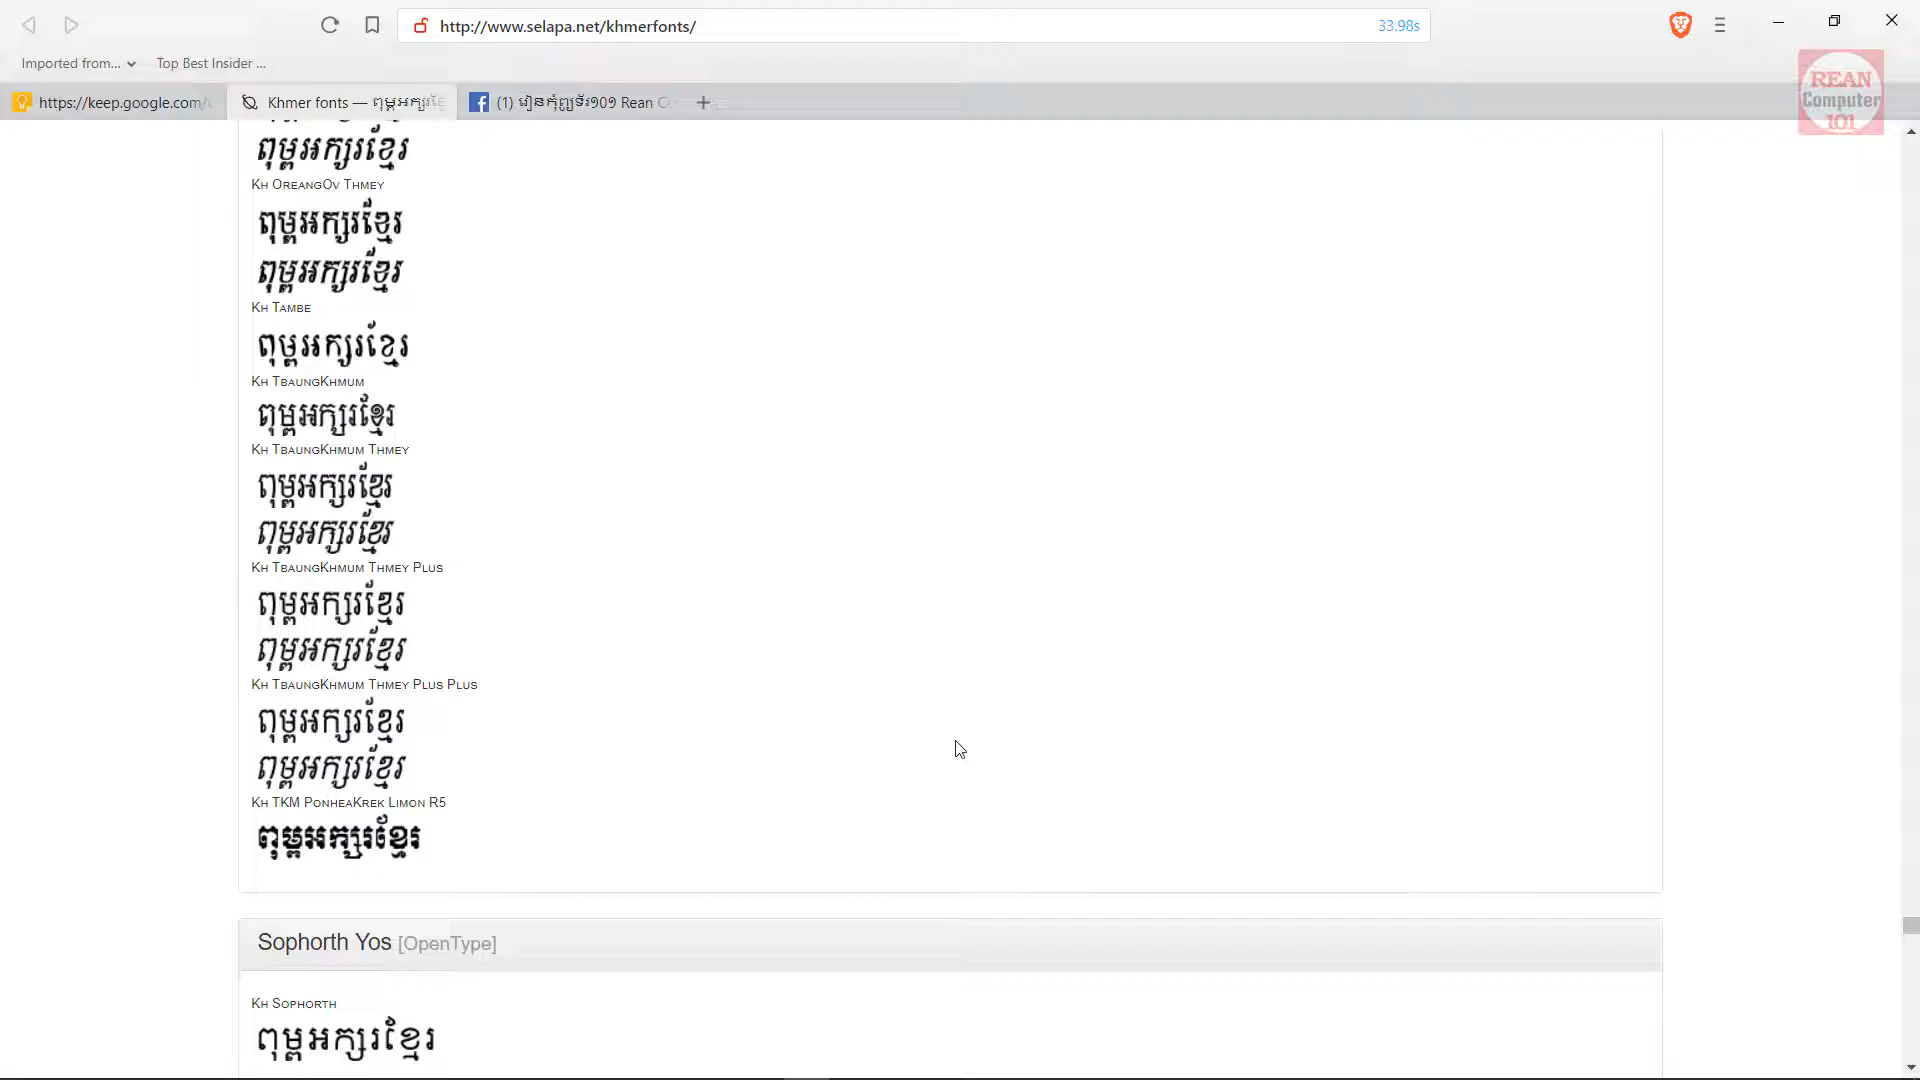 http://www.selapa.net/khmerfonts/
33.98s
Imported from...
Top Best Insider ...
https://keep.google.com/
Khmer fonts — ពុម្ពអក្សរខ្មែ
(1) រៀនកុំព្យូទ័រ១០១ Rean C
REAN
Computer
101
ពុម្ពអក្សរខ្មែរ
Kh OreangOv Thmey
ពុម្ពអក្សរខ្មែរ
ពុម្ពអក្សរខ្មែរ
Kh Tambe
ពុម្ពអក្សរខ្មែរ
Kh TbaungKhmum
ពុម្ពអក្សរខ្មែរ
Kh TbaungKhmum Thmey
ពុម្ពអក្សរខ្មែរ
ពុម្ពអក្សរខ្មែរ
Kh TbaungKhmum Thmey Plus
ពុម្ពអក្សរខ្មែរ
ពុម្ពអក្សរខ្មែរ
Kh TbaungKhmum Thmey Plus Plus
ពុម្ពអក្សរខ្មែរ
ពុម្ពអក្សរខ្មែរ
Kh TKM PonheaKrek Limon R5
ពុម្ពអក្សរខ្មែរ
Sophorth Yos [OpenType]
Kh Sophorth
ពុម្ពអក្សរខ្មែរ